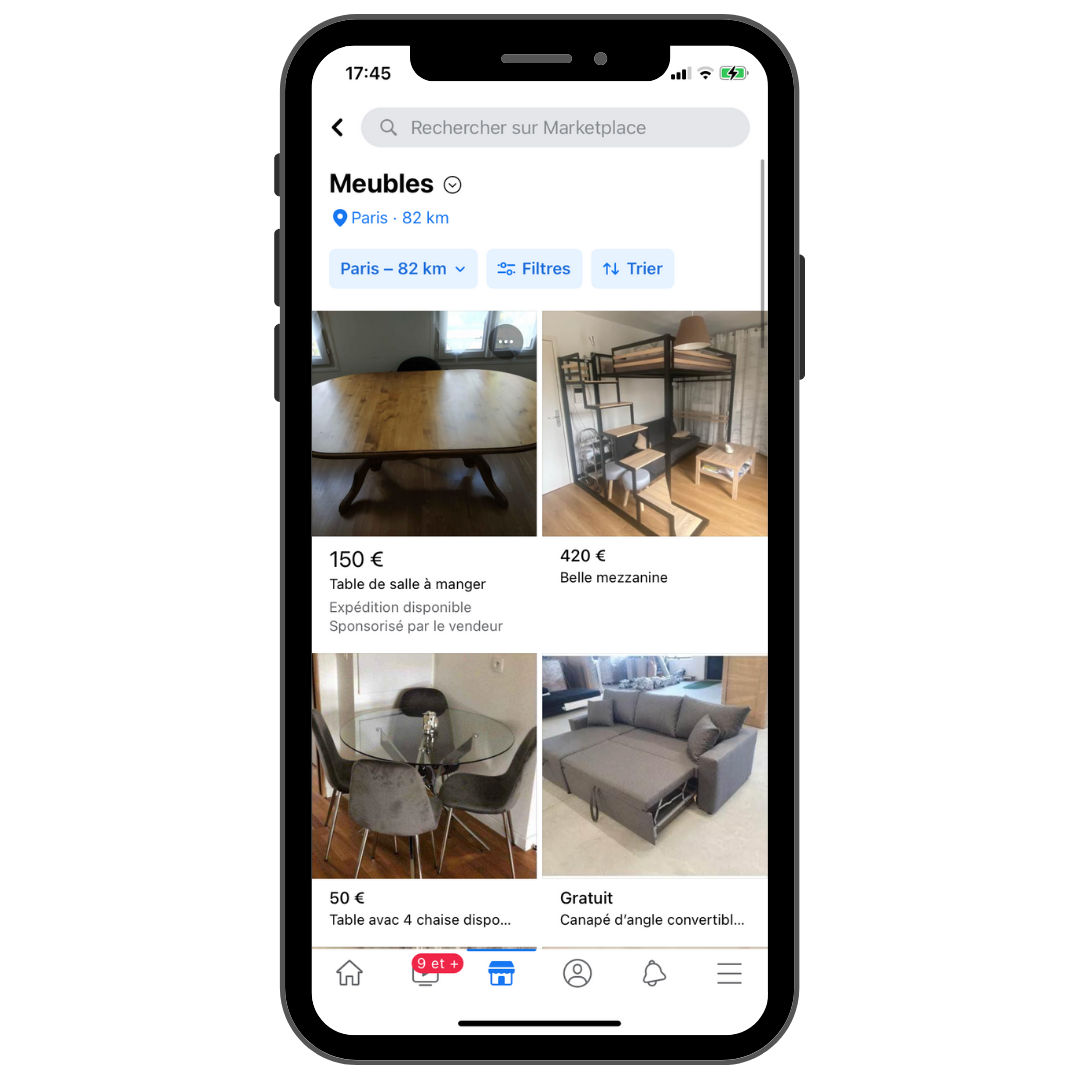 17:45
Rechercher sur Marketplace
Meubles
Paris · 82 km
Paris – 82 km
Filtres
Trier
150 €
Table de salle à manger
Expédition disponible
Sponsorisé par le vendeur
420 €
Belle mezzanine
50 €
Table avac 4 chaise dispo...
Gratuit
Canapé d'angle convertibl...
9 et +